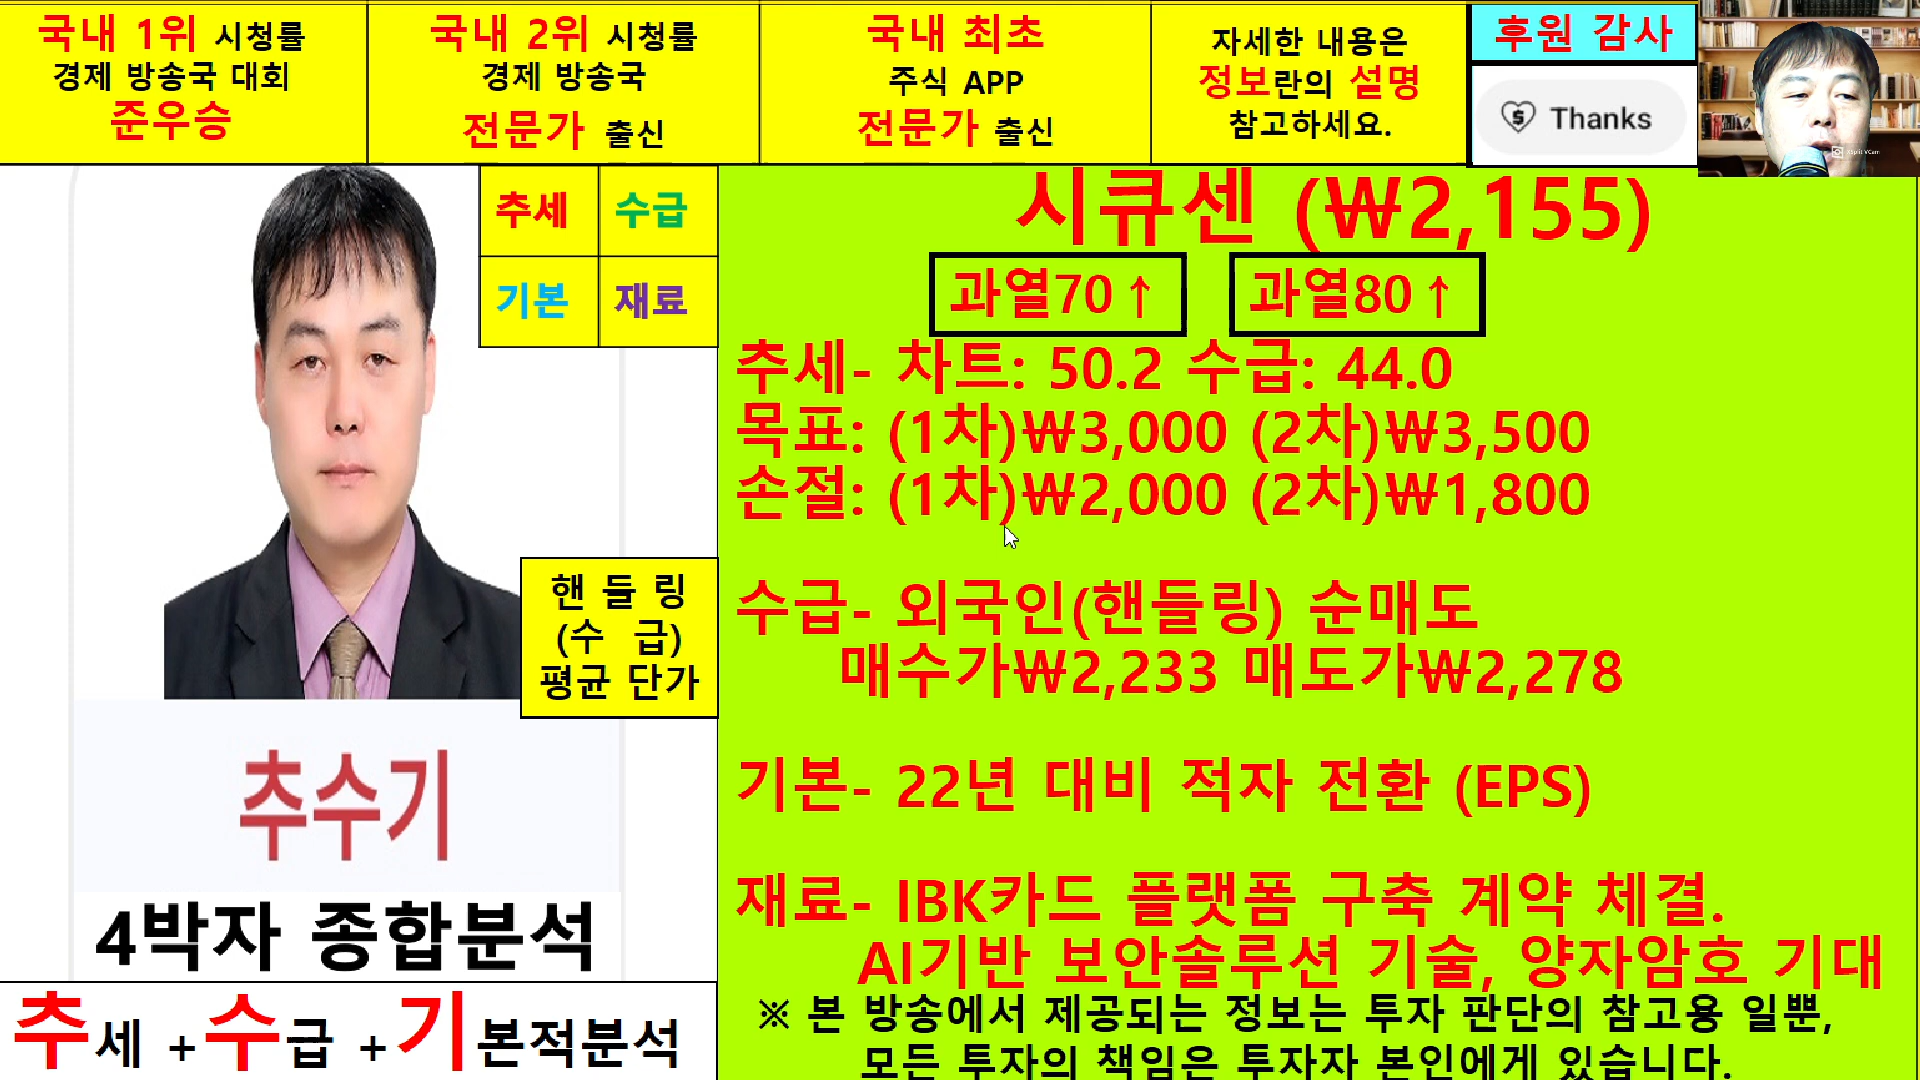 국내 1위 시청률
경제 방송국 대회
준우승
국내 2위 시청률
경제 방송국
전문가 출신
국내 최초
주식 APP
전문가 출신
자세한 내용은
정보란의 설명
참고하세요.
후원 감사
Thanks
XSplit VCam
추세 수급
기본 재료
핸 들 링
(수 급)
평균 단가
추수기
4박자 종합분석
추세 +수급 +기본적분석
시큐센 (₩2,155)
과열70↑ 과열80↑
추세- 차트: 50.2 수급: 44.0
목표: (1차)₩3,000 (2차)₩3,500
손절: (1차)₩2,000 (2차)₩1,800
수급- 외국인(핸들링) 순매도
매수가₩2,233 매도가₩2,278
기본- 22년 대비 적자 전환 (EPS)
재료- IBK카드 플랫폼 구축 계약 체결.
AI기반 보안솔루션 기술, 양자암호 기대
※ 본 방송에서 제공되는 정보는 투자 판단의 참고용 일뿐,
모든 투자의 책임은 투자자 본인에게 있습니다.